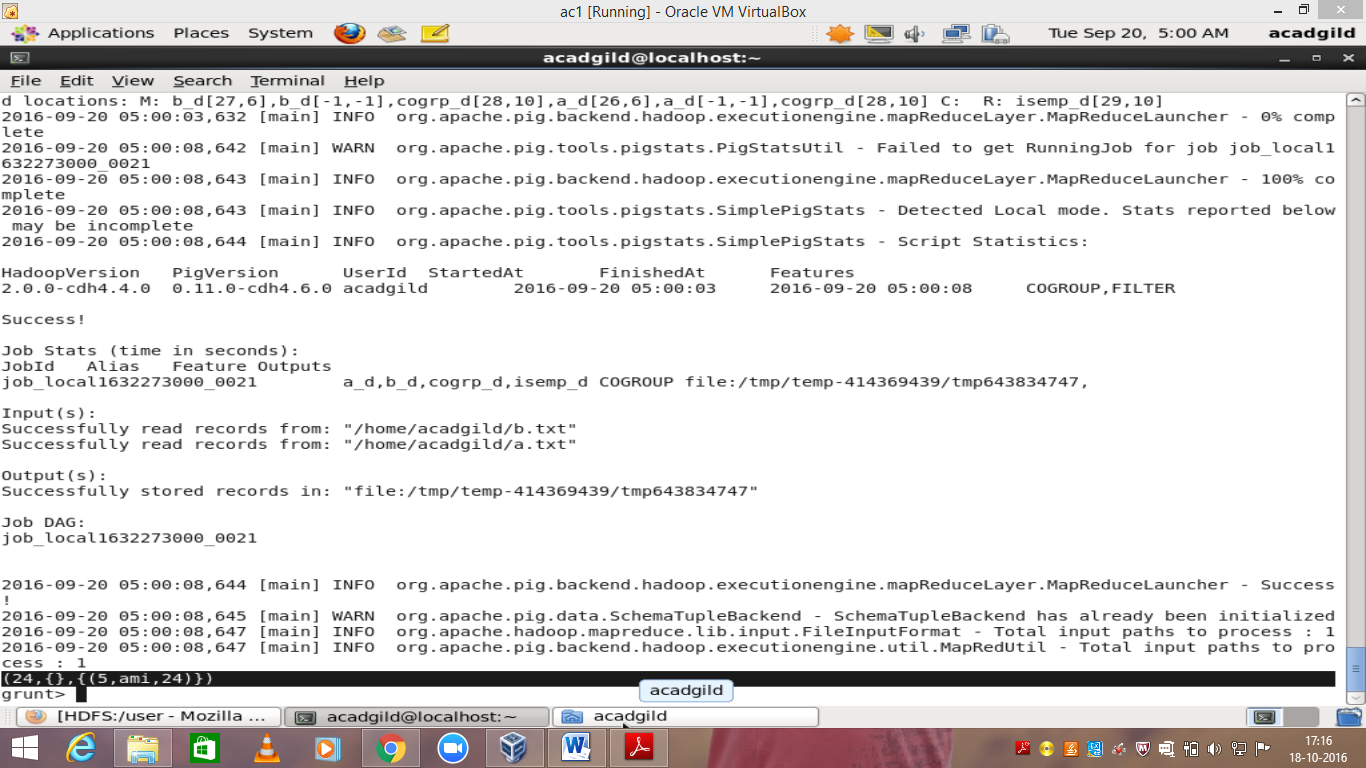 ac1 [Running] - Oracle VM VirtualBox
Applications Places System Tue Sep 20, 5:00 AM acadgild
acadgild@localhost:~
File Edit View Search Terminal Help
d locations: M: b_d[27,6],b_d[-1,-1],cogrp_d[28,10],a_d[26,6],a_d[-1,-1],cogrp_d[28,10] C:  R: isemp_d[29,10]
2016-09-20 05:00:03,632 [main] INFO  org.apache.pig.backend.hadoop.executionengine.mapReduceLayer.MapReduceLauncher - 0% comp
lete
2016-09-20 05:00:08,642 [main] WARN  org.apache.pig.tools.pigstats.PigStatsUtil - Failed to get RunningJob for job job_local1
632273000_0021
2016-09-20 05:00:08,643 [main] INFO  org.apache.pig.backend.hadoop.executionengine.mapReduceLayer.MapReduceLauncher - 100% co
mplete
2016-09-20 05:00:08,643 [main] INFO  org.apache.pig.tools.pigstats.SimplePigStats - Detected Local mode. Stats reported below
 may be incomplete
2016-09-20 05:00:08,644 [main] INFO  org.apache.pig.tools.pigstats.SimplePigStats - Script Statistics:
HadoopVersion PigVersion UserId StartedAt FinishedAt Features
2.0.0-cdh4.4.0 0.11.0-cdh4.6.0 acadgild 2016-09-20 05:00:03 2016-09-20 05:00:08 COGROUP,FILTER
Success!
Job Stats (time in seconds):
JobId Alias Feature Outputs
job_local1632273000_0021 a_d,b_d,cogrp_d,isemp_d COGROUP file:/tmp/temp-414369439/tmp643834747,
Input(s):
Successfully read records from: "/home/acadgild/b.txt"
Successfully read records from: "/home/acadgild/a.txt"
Output(s):
Successfully stored records in: "file:/tmp/temp-414369439/tmp643834747"
Job DAG:
job_local1632273000_0021
2016-09-20 05:00:08,644 [main] INFO  org.apache.pig.backend.hadoop.executionengine.mapReduceLayer.MapReduceLauncher - Success
!
2016-09-20 05:00:08,645 [main] WARN  org.apache.pig.data.SchemaTupleBackend - SchemaTupleBackend has already been initialized
2016-09-20 05:00:08,647 [main] INFO  org.apache.hadoop.mapreduce.lib.input.FileInputFormat - Total input paths to process : 1
2016-09-20 05:00:08,647 [main] INFO  org.apache.pig.backend.hadoop.executionengine.util.MapRedUtil - Total input paths to pro
cess : 1
(24,{},{(5,ami,24)})
grunt>
acadgild
[HDFS:/user - Mozilla ... acadgild@localhost:~ acadgild
17:16
18-10-2016